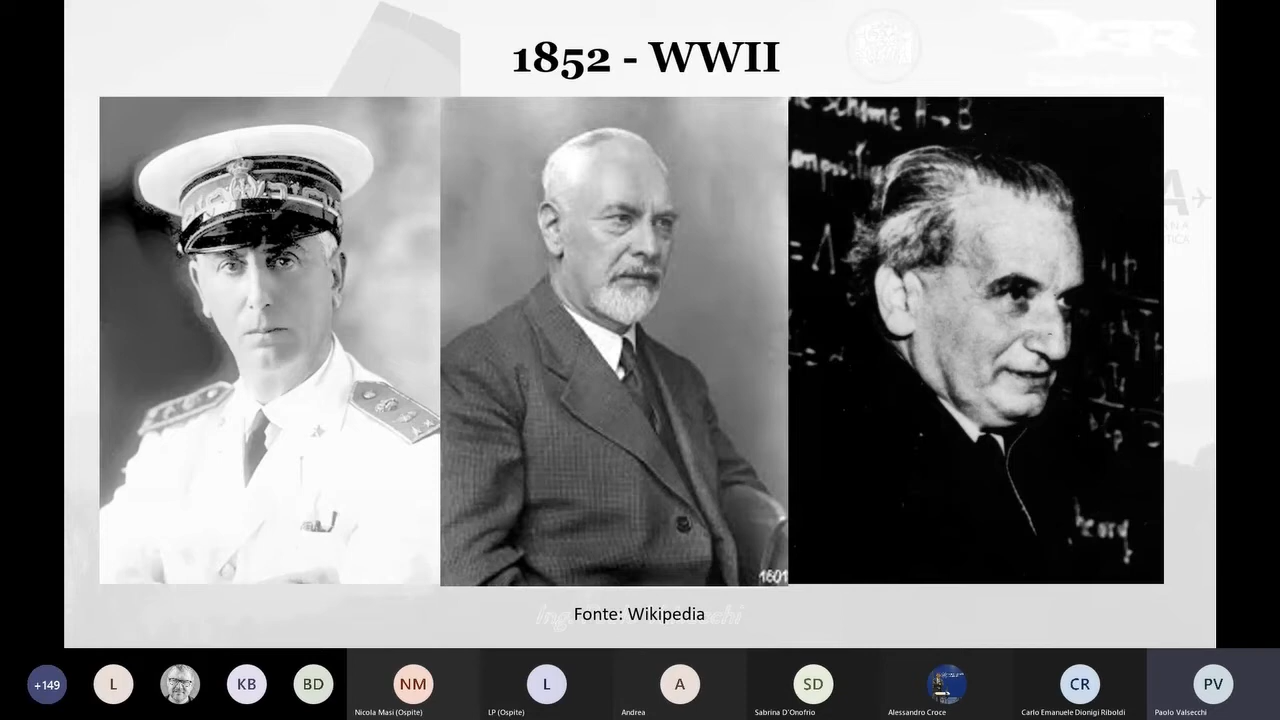 1852 - WWII
1601
heory
Fonte: Wikipedia
+149
L
KB
BD
NM
L
A
SD
CR
PV
Nicola Masi (Ospite)
LP (Ospite)
Andrea
Sabrina D'Onofrio
Alessandro Croce
Carlo Emanuele Dionigi Riboldi
Paolo Valsecchi